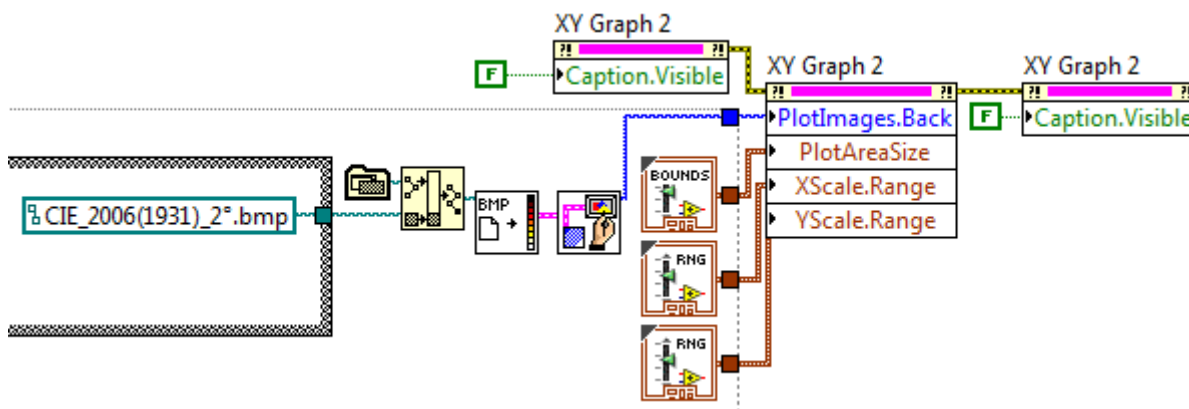 XY Graph 2
?! ?!
F
Caption.Visible
XY Graph 2
?! ?!
PlotImages.Back
PlotAreaSize
XScale.Range
YScale.Range
XY Graph 2
?! ?!
F
Caption.Visible
CIE_2006(1931)_2°.bmp
BMP
BOUNDS
RNG
RNG